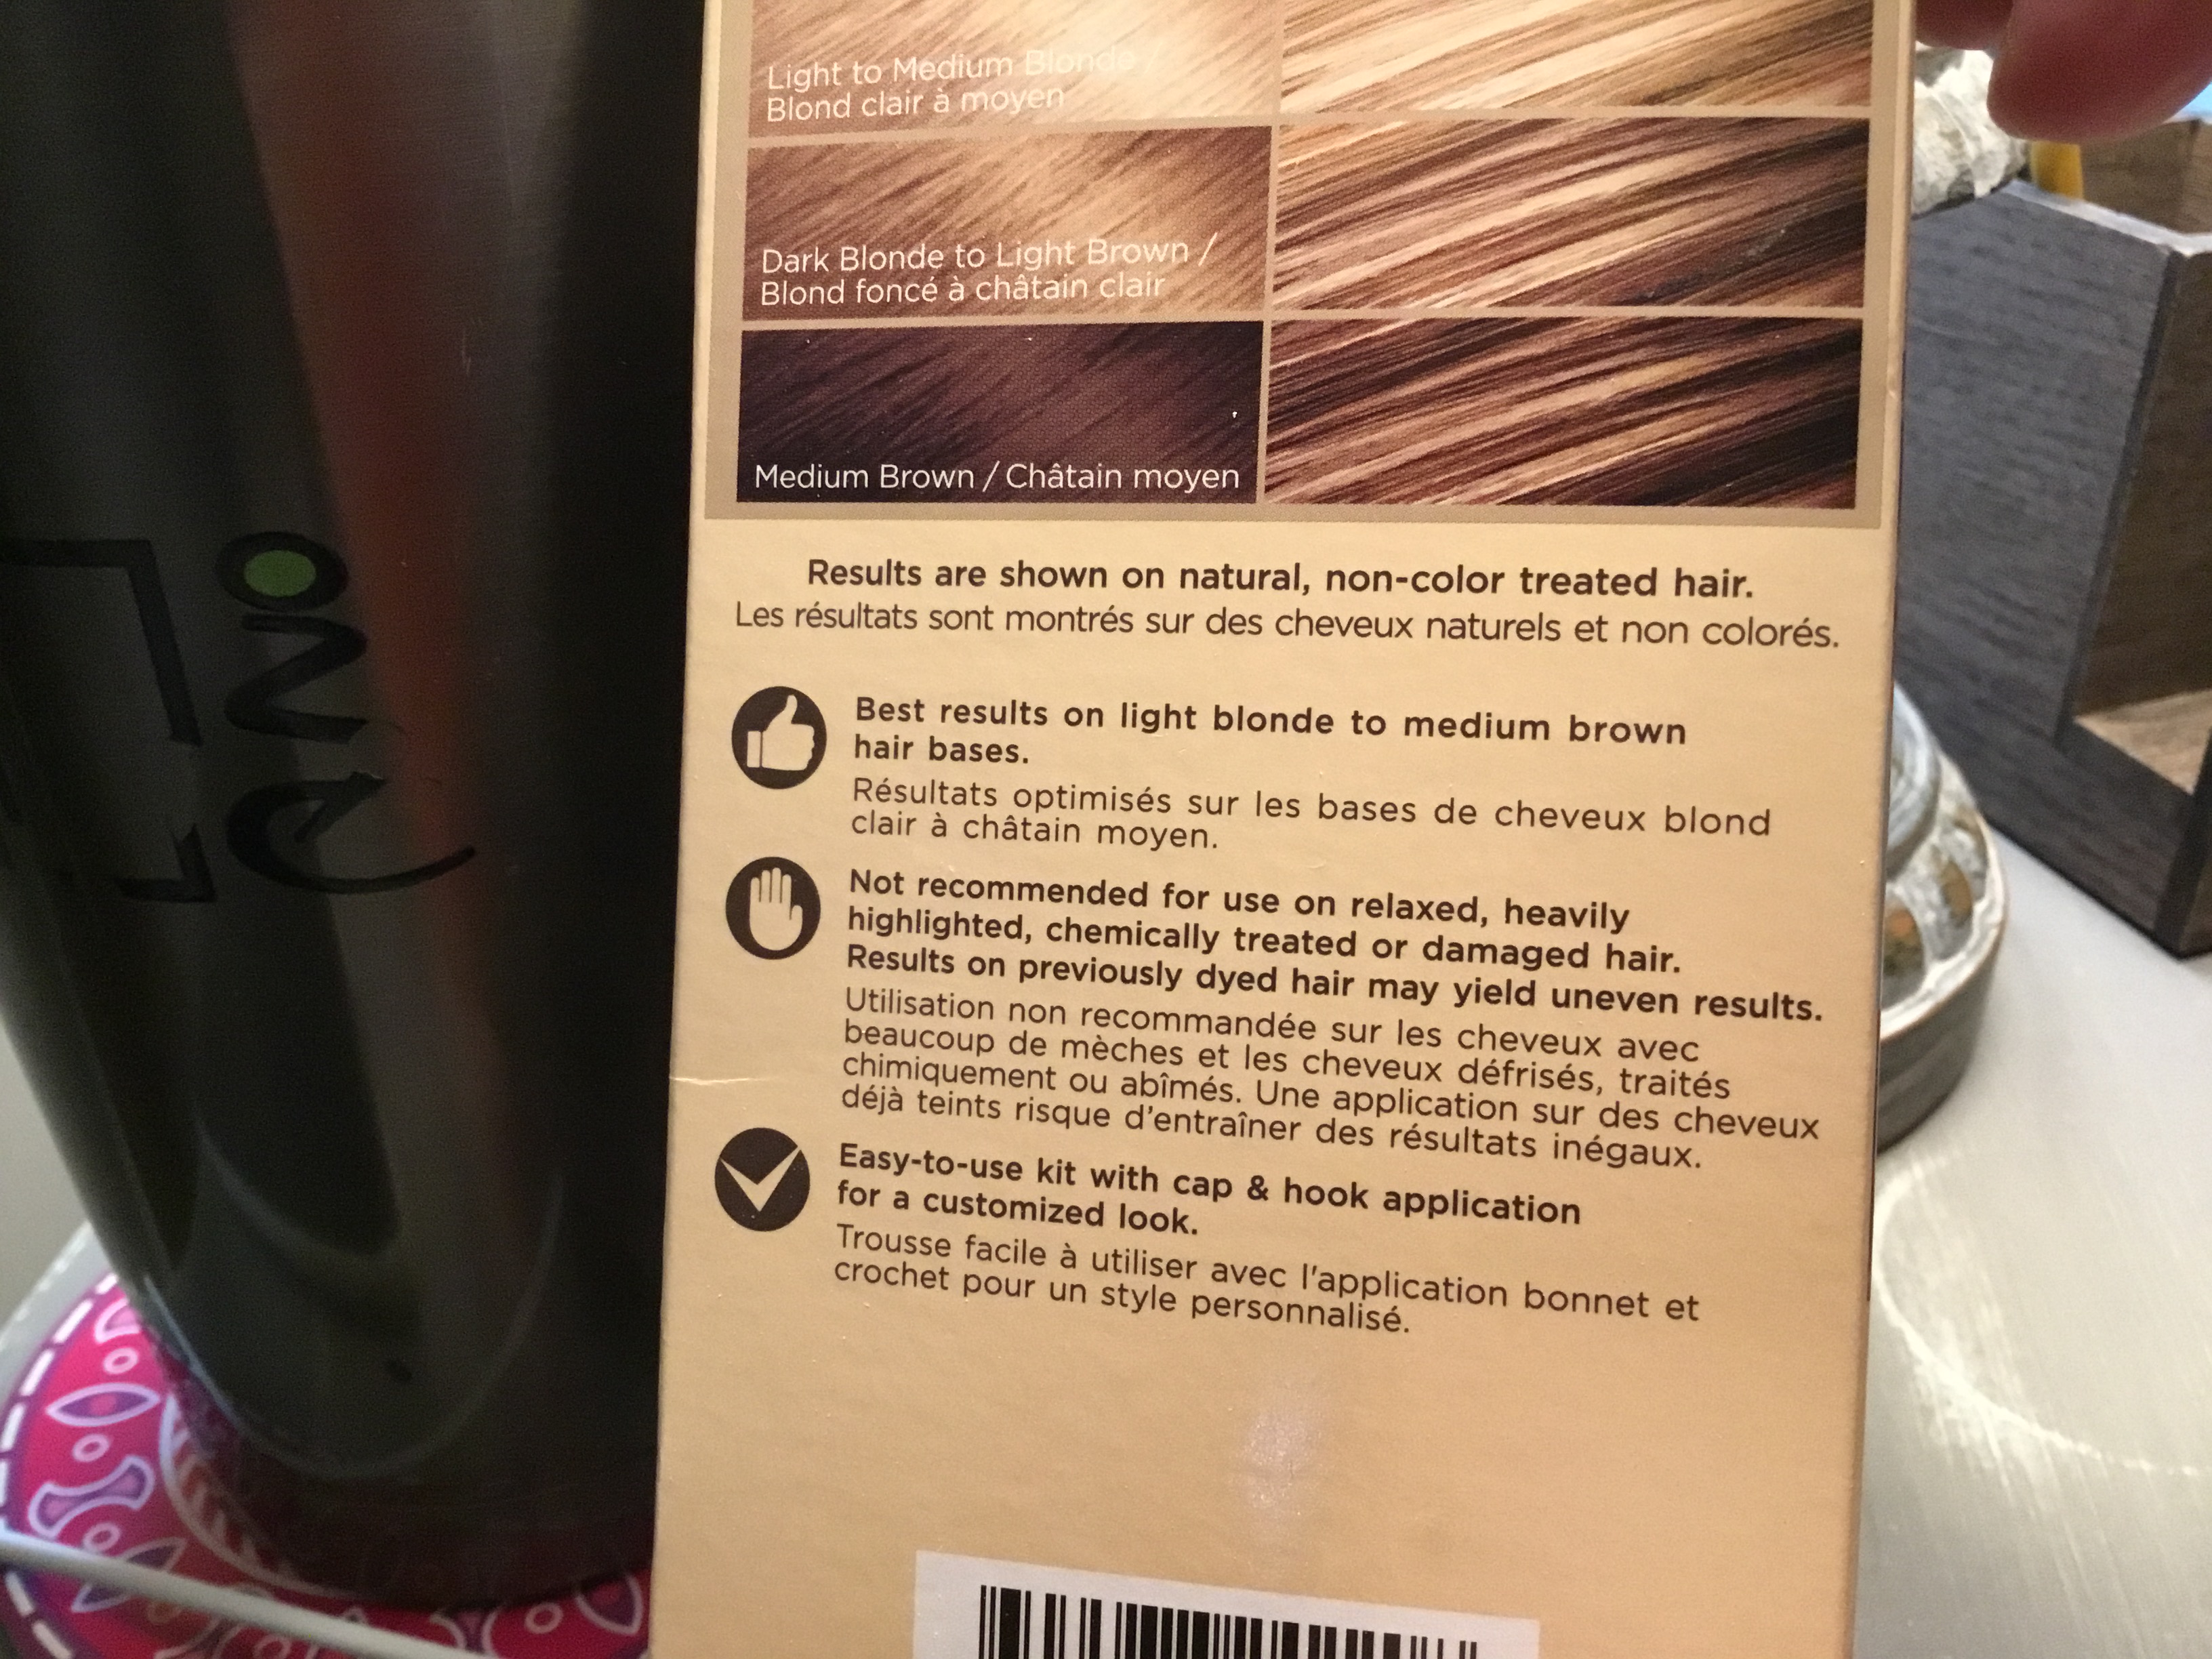 Light to Medium Blonde /
Blond clair à moyen
Dark Blonde to Light Brown /
Blond foncé à châtain clair
Medium Brown / Châtain moyen
Results are shown on natural, non-color treated hair.
Les résultats sont montrés sur des cheveux naturels et non colorés.
Best results on light blonde to medium brown
hair bases.
Résultats optimisés sur les bases de cheveux blond
clair à châtain moyen.
Not recommended for use on relaxed, heavily
highlighted, chemically treated or damaged hair.
Results on previously dyed hair may yield uneven results.
Utilisation non recommandée sur les cheveux avec
beaucoup de mèches et les cheveux défrisés, traités
chimiquement ou abîmés. Une application sur des cheveux
déjà teints risque d'entraîner des résultats inégaux.
Easy-to-use kit with cap & hook application
for a customized look.
Trousse facile à utiliser avec l'application bonnet et
crochet pour un style personnalisé.